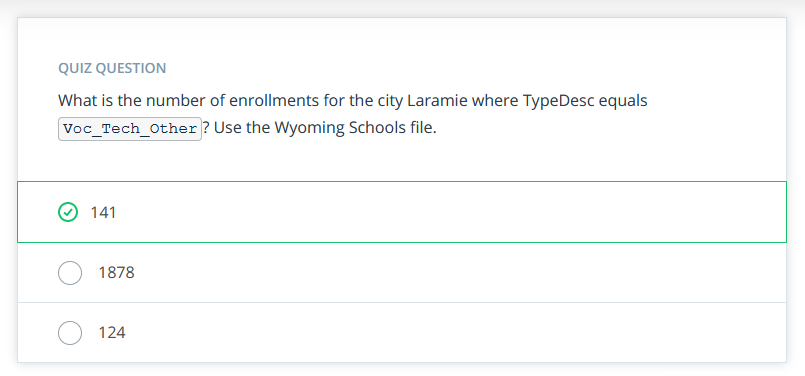 QUIZ QUESTION
What is the number of enrollments for the city Laramie where TypeDesc equals
Voc_Tech_Other? Use the Wyoming Schools file.
141
1878
124